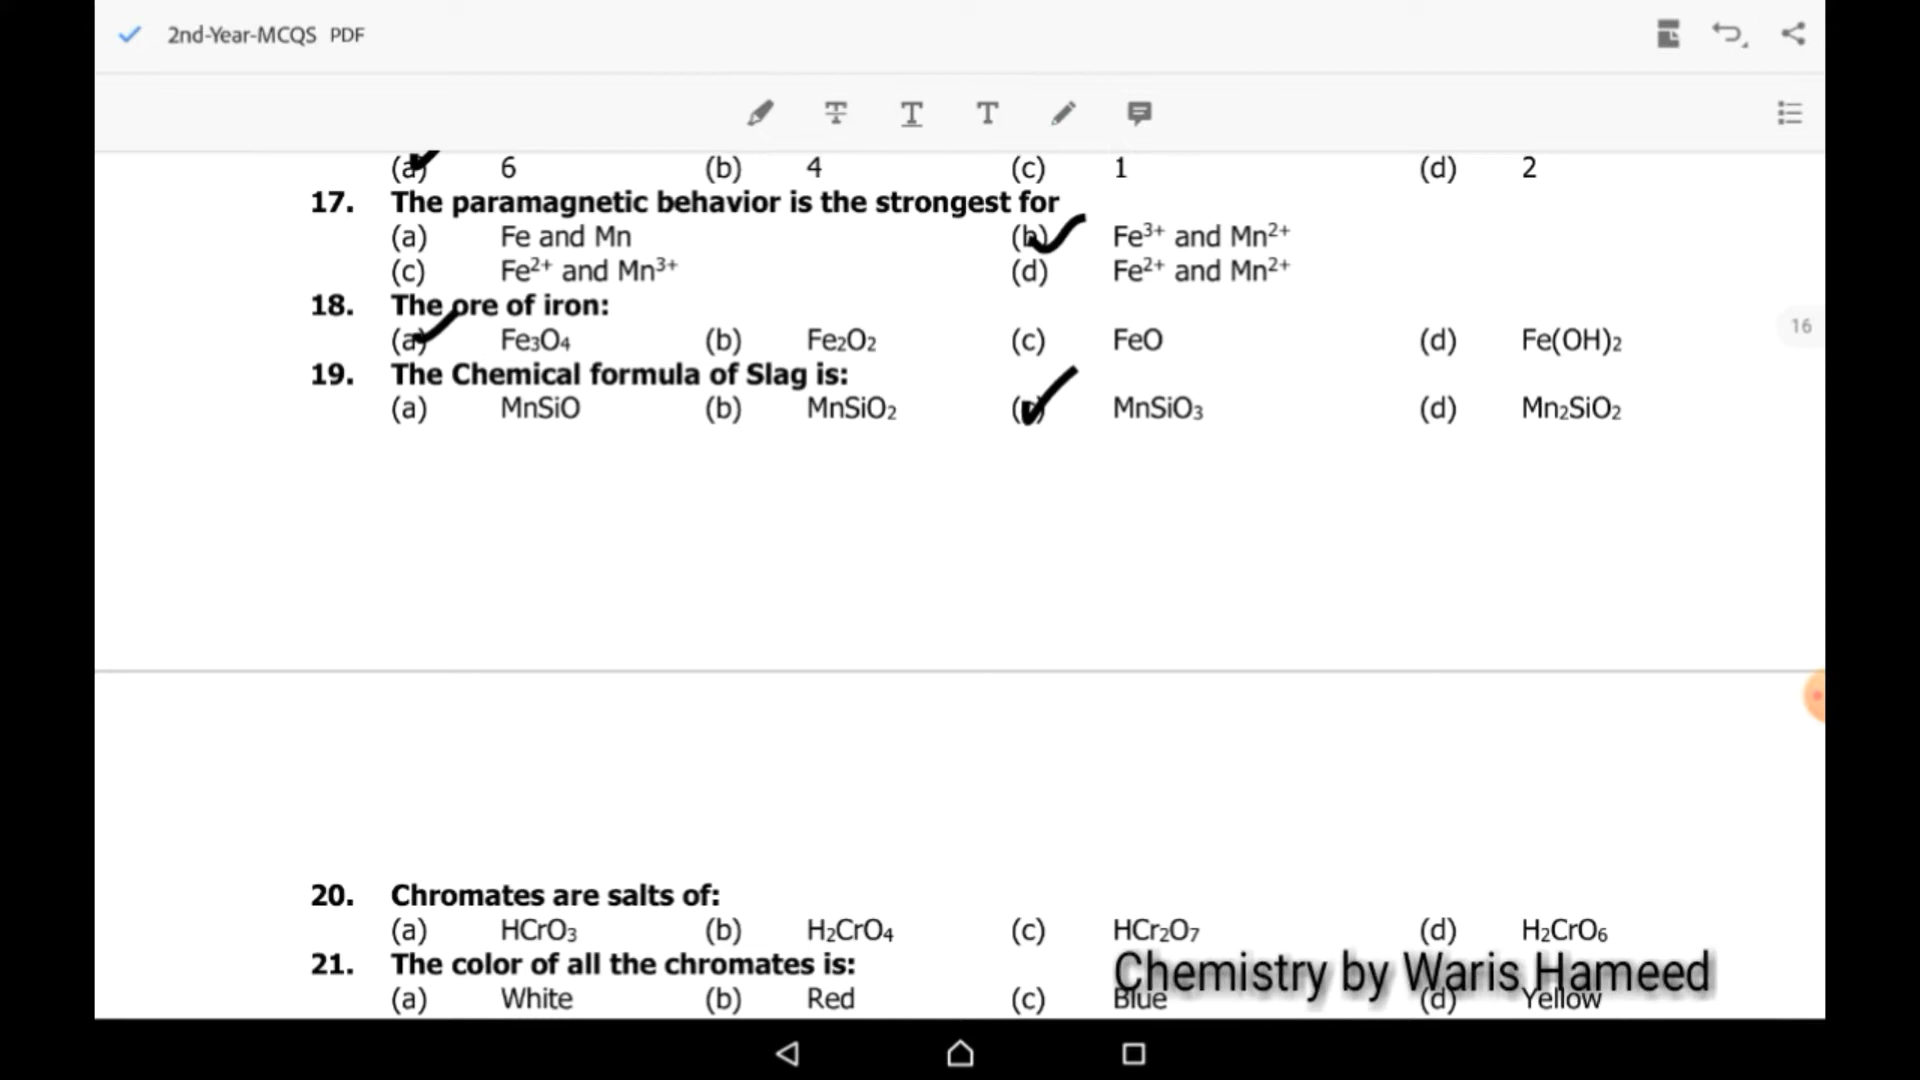 2nd-Year-MCQS PDF
(a) 6 (b) 4 (c) 1 (d) 2
17. The paramagnetic behavior is the strongest for
(a) Fe and Mn (b) Fe³⁺ and Mn²⁺
(c) Fe²⁺ and Mn³⁺ (d) Fe²⁺ and Mn²⁺
18. The ore of iron:
(a) Fe₃O₄ (b) Fe₂O₂ (c) FeO (d) Fe(OH)₂
16
19. The Chemical formula of Slag is:
(a) MnSiO (b) MnSiO₂ (c) MnSiO₃ (d) Mn₂SiO₂
20. Chromates are salts of:
(a) HCrO₃ (b) H₂CrO₄ (c) HCr₂O₇ (d) H₂CrO₆
21. The color of all the chromates is:
Chemistry by Waris Hameed
(a) White (b) Red (c) Blue (d) Yellow